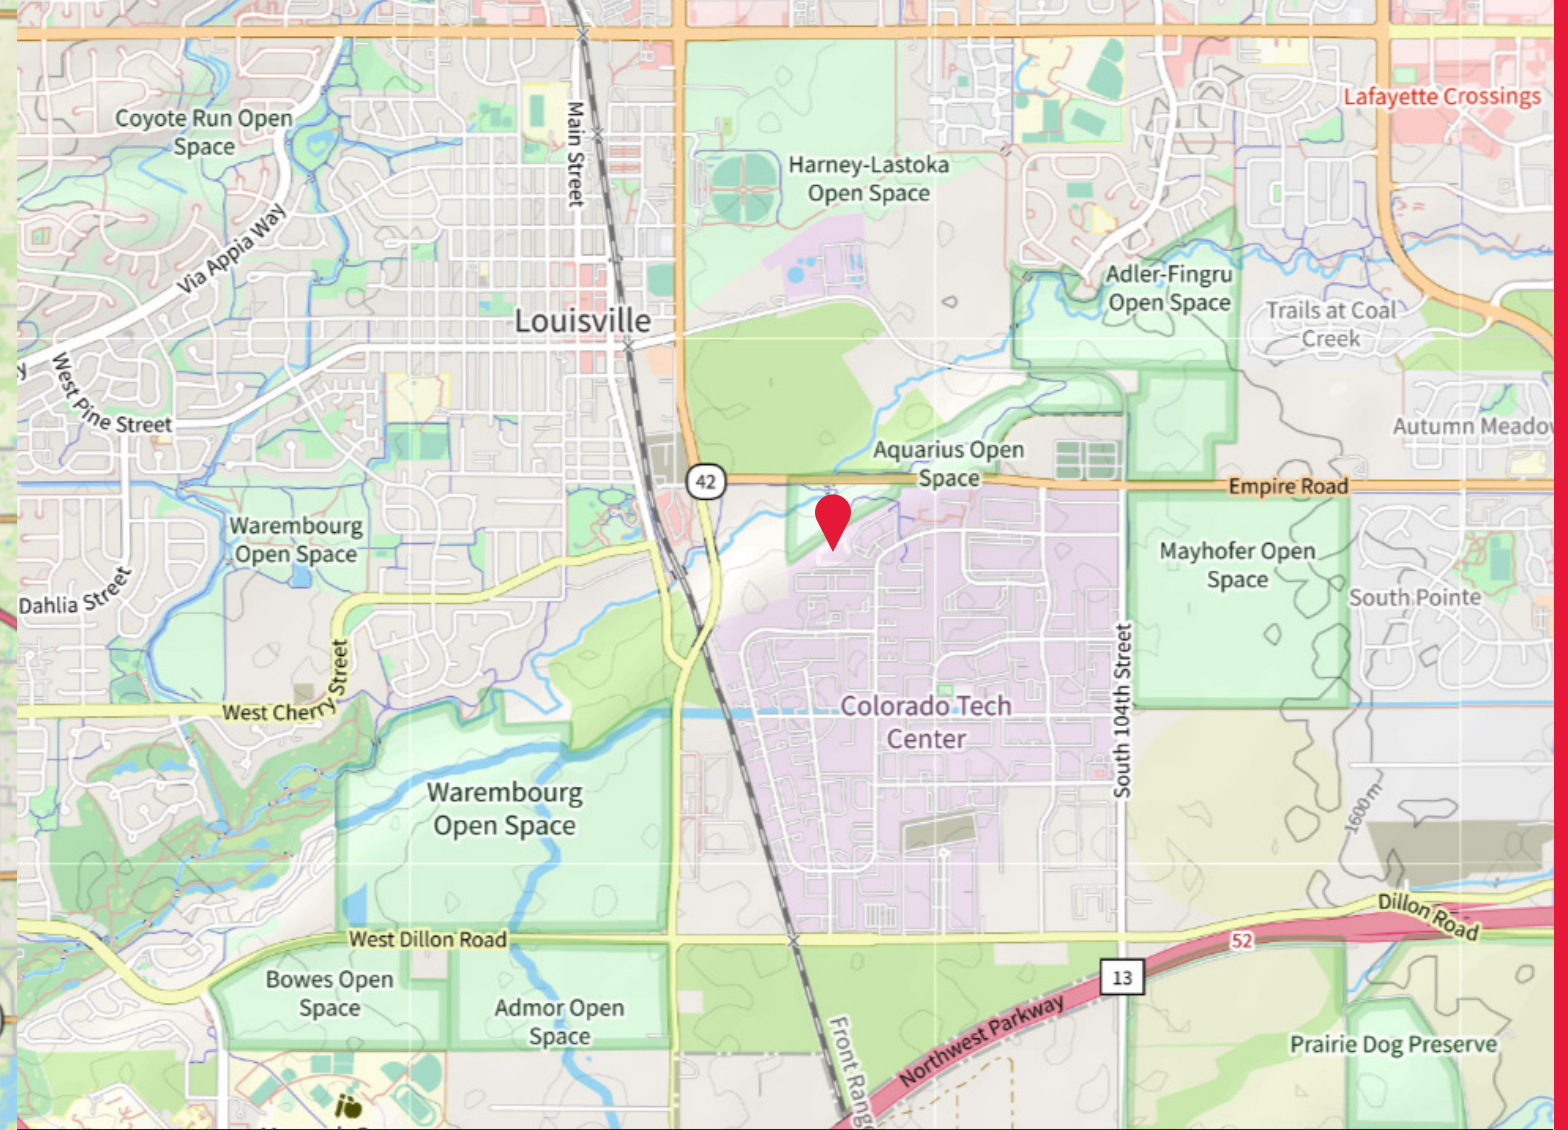 Coyote Run Open
Space
Main Street
Harney-Lastoka
Open Space
Lafayette Crossings
Via Appia Way
Adler-Fingru
Open Space
Trails at Coal
Creek
Louisville
West Pine Street
Autumn Meadow
Aquarius Open
Space
42
Empire Road
Warembourg
Open Space
Mayhofer Open
Space
Dahlia Street
South Pointe
West Cherry Street
Colorado Tech
Center
South 104th Street
Warembourg
Open Space
1600 m
Dillon Road
West Dillon Road
52
Bowes Open
Space
Admor Open
Space
13
Northwest Parkway
Front Range
Prairie Dog Preserve